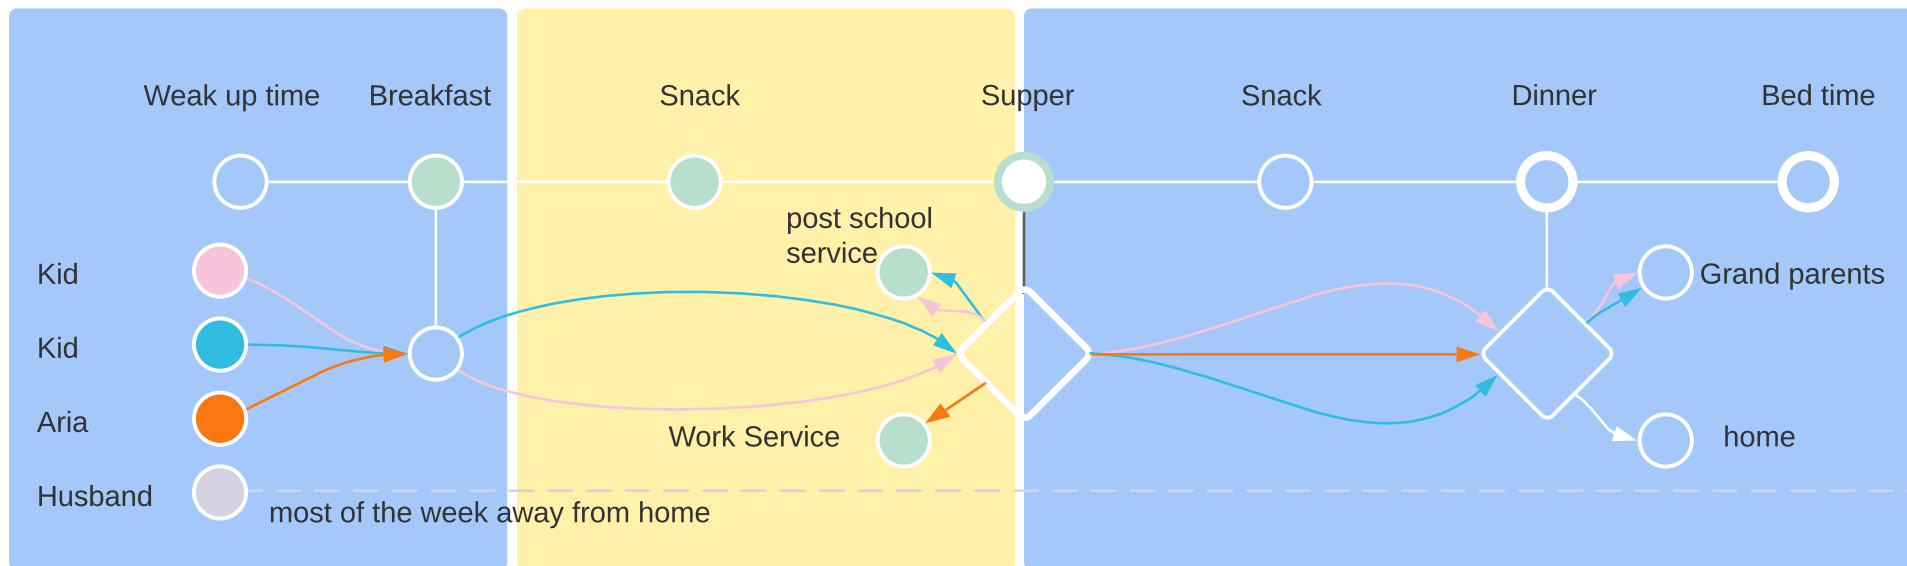 Weak up time
Breakfast
Snack
Supper
Snack
Dinner
Bed time
post school
service
Kid
Grand parents
Kid
Aria
Work Service
home
Husband
most of the week away from home